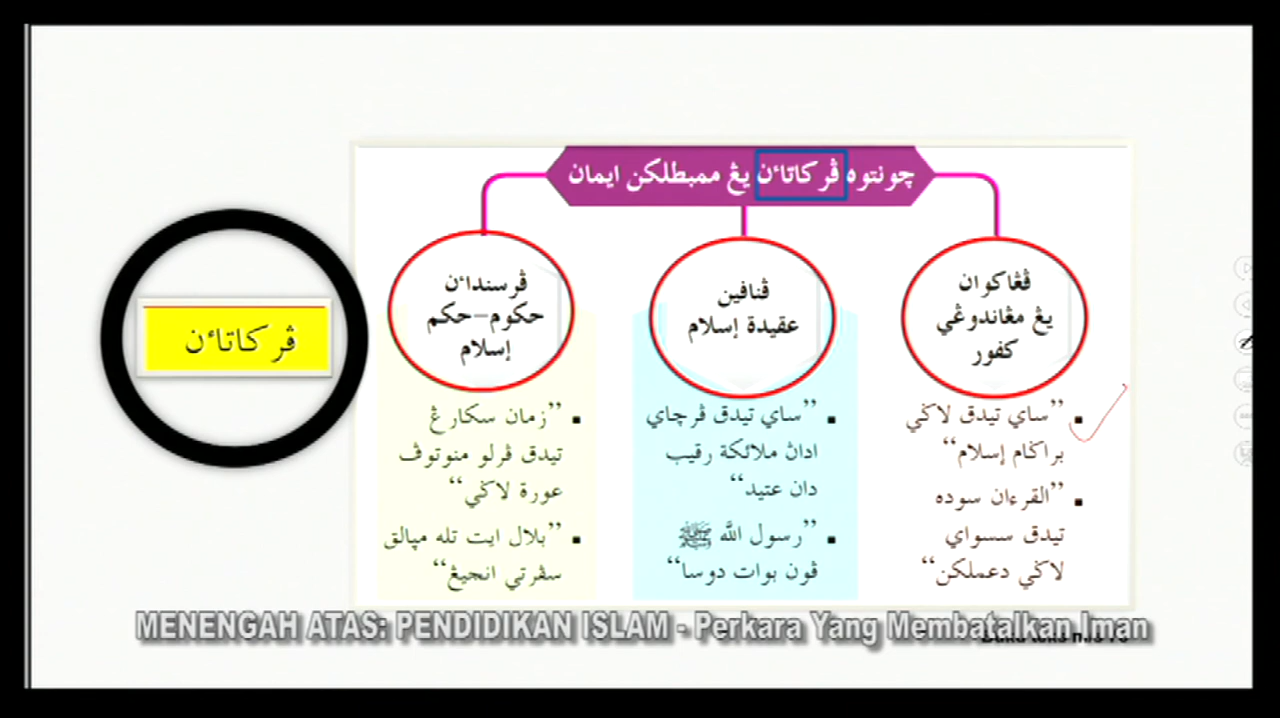 چونتوه ڤرکاتاءن يڠ ممبطلکن ايمان
ڤڠاکوان
يڠ مڠاندوڠي
کفور
”ساي تيدق لاݢي
براݢام إسلام“
”القرءان سوده
تيدق سسواي
لاݢي دعملکن“
ڤنافين
عقيدة إسلام
”ساي تيدق ڤرچاي
اداڽ ملائكة رقيب
دان عتيد“
”رسول الله ﷺ
ڤون بوات دوسا“
ڤرسنداءن
حکوم-حکم
إسلام
”زمان سکارڠ
تيدق ڤرلو منوتوڤ
عورة لاݢي“
”بلال ايت تله مڽالق
سڤرتي انجيڠ“
ڤرکاتاءن
MENENGAH ATAS: PENDIDIKAN ISLAM - Perkara Yang Membatalkan Iman